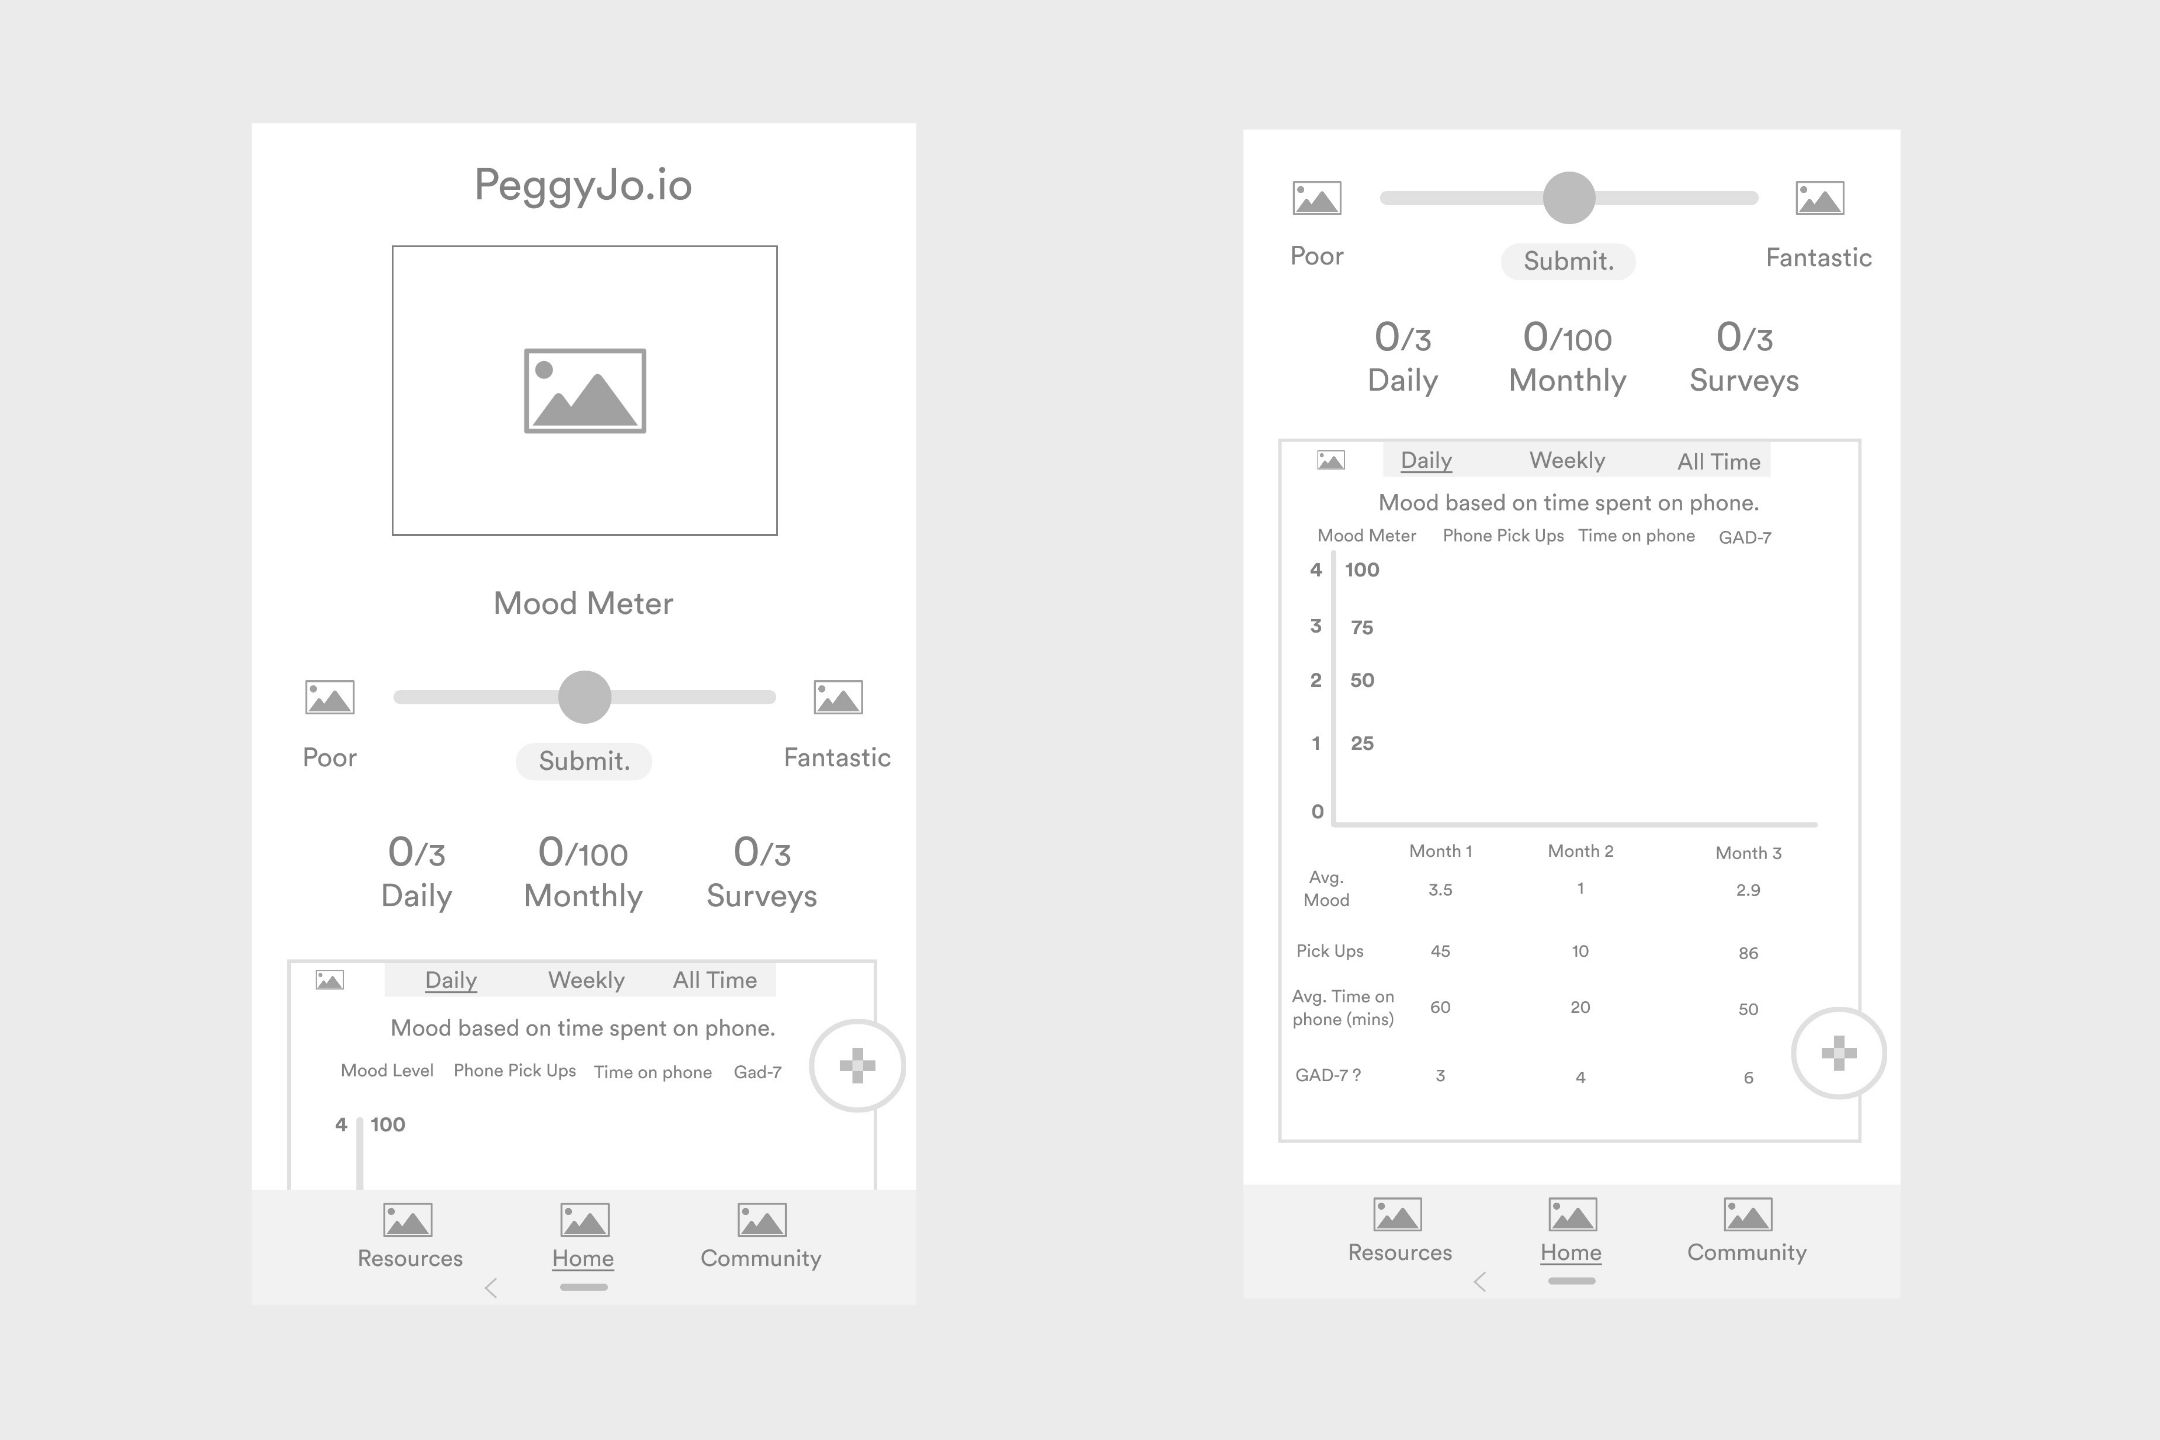 PeggyJo.io
Mood Meter
Poor
Submit.
Fantastic
0/3 0/100 0/3
Daily Monthly Surveys
Daily Weekly All Time
Mood based on time spent on phone.
Mood Level Phone Pick Ups Time on phone Gad-7
4 100
Resources Home Community
Poor
Submit.
Fantastic
0/3 0/100 0/3
Daily Monthly Surveys
Daily Weekly All Time
Mood based on time spent on phone.
Mood Meter Phone Pick Ups Time on phone GAD-7
4 100
3 75
2 50
1 25
0
Month 1 Month 2 Month 3
Avg.
Mood 3.5 1 2.9
Pick Ups 45 10 86
Avg. Time on
phone (mins) 60 20 50
GAD-7 ? 3 4 6
Resources Home Community